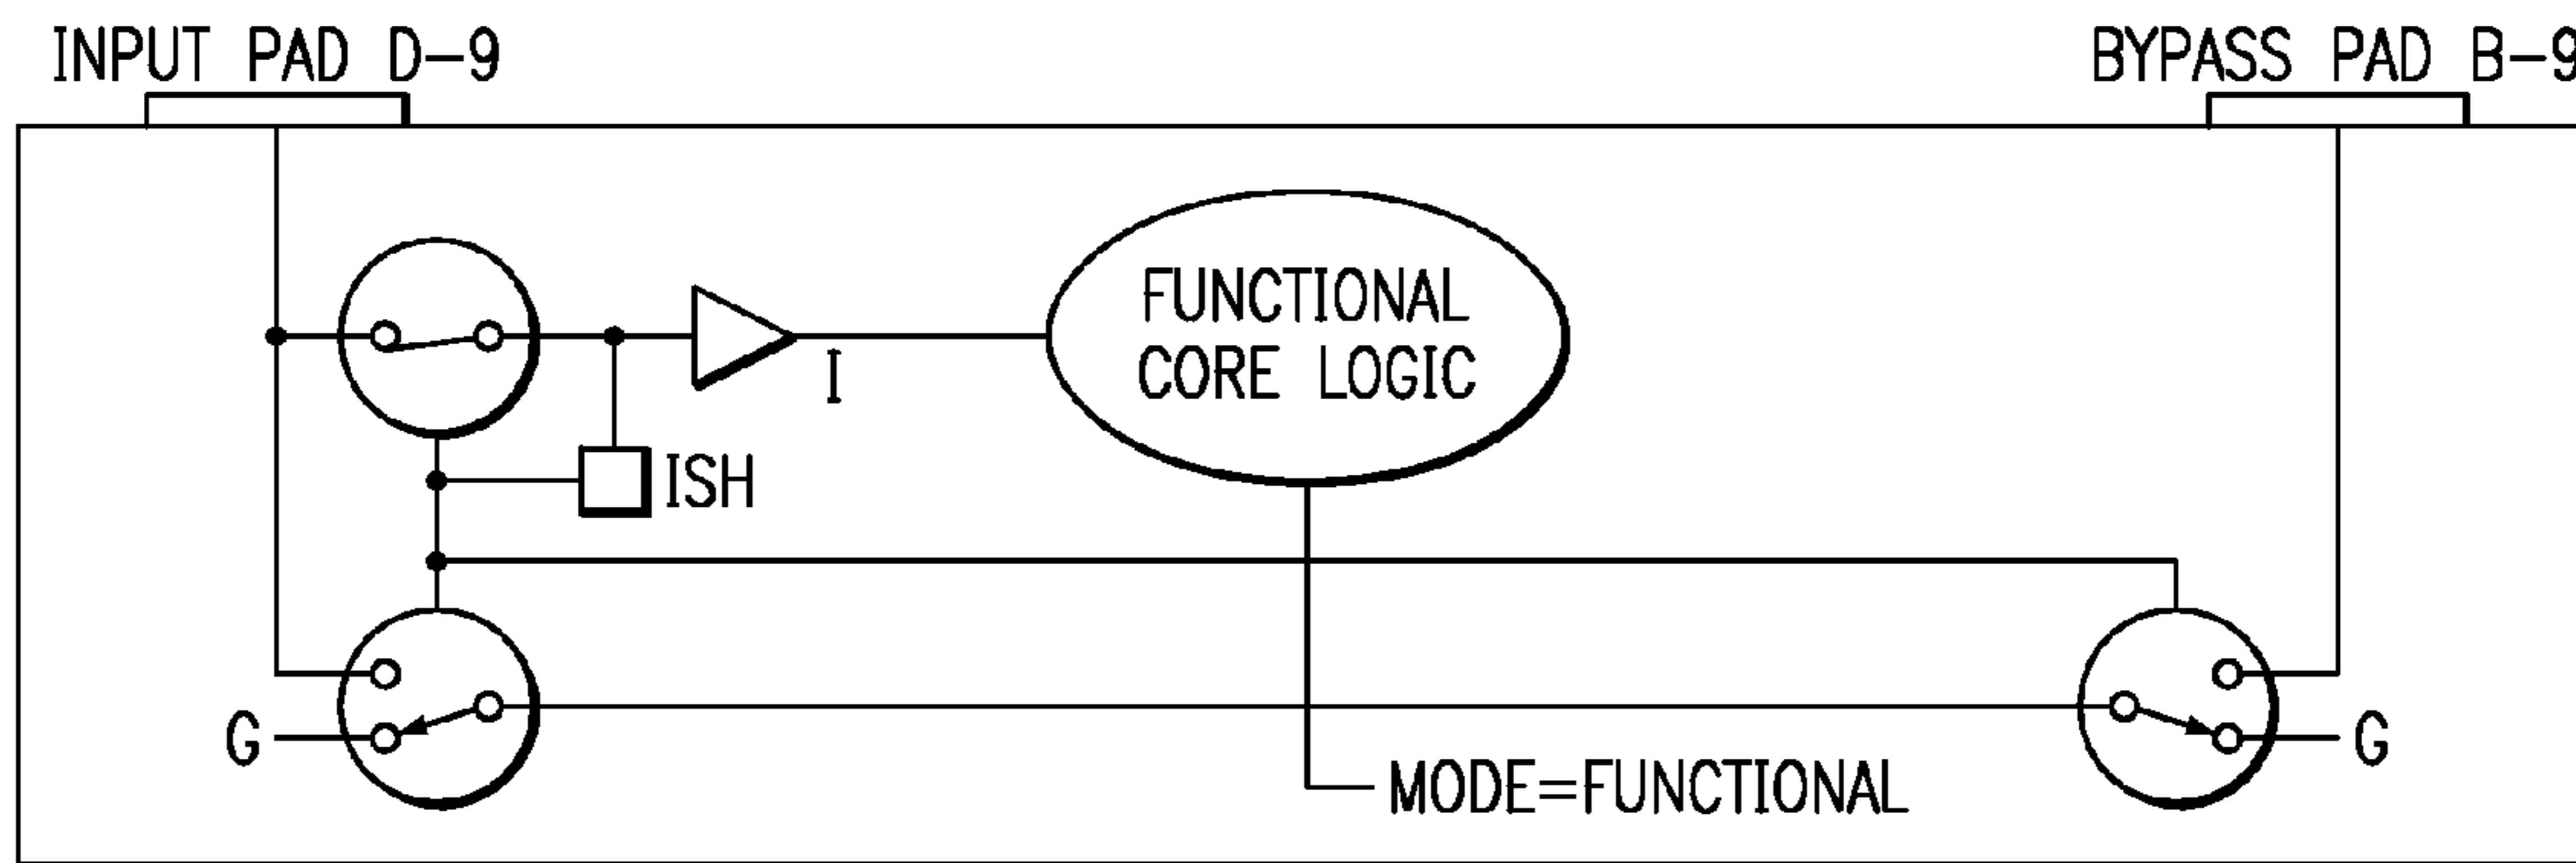 INPUT PAD D-9
BYPASS PAD B-9
FUNCTIONAL
CORE LOGIC
I
ISH
G
G
MODE=FUNCTIONAL